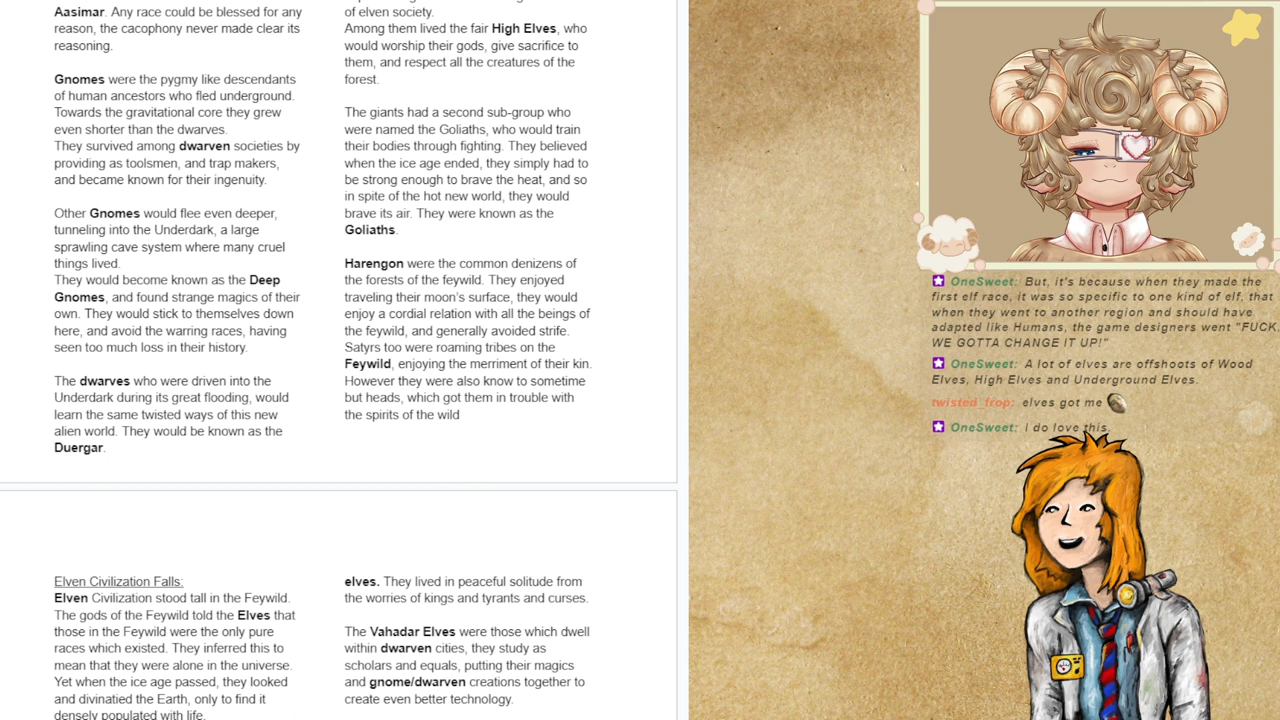 Aasimar. Any race could be blessed for any
reason, the cacophony never made clear its
reasoning.
Gnomes were the pygmy like descendants
of human ancestors who fled underground.
Towards the gravitational core they grew
even shorter than the dwarves.
They survived among dwarven societies by
providing as toolsmen, and trap makers,
and became known for their ingenuity.
Other Gnomes would flee even deeper,
tunneling into the Underdark, a large
sprawling cave system where many cruel
things lived.
They would become known as the Deep
Gnomes, and found strange magics of their
own. They would stick to themselves down
here, and avoid the warring races, having
seen too much loss in their history.
The dwarves who were driven into the
Underdark during its great flooding, would
learn the same twisted ways of this new
alien world. They would be known as the
Duergar.
of elven society.
Among them lived the fair High Elves, who
would worship their gods, give sacrifice to
them, and respect all the creatures of the
forest.
The giants had a second sub-group who
were named the Goliaths, who would train
their bodies through fighting. They believed
when the ice age ended, they simply had to
be strong enough to brave the heat, and so
in spite of the hot new world, they would
brave its air. They were known as the
Goliaths.
Harengon were the common denizens of
the forests of the feywild. They enjoyed
traveling their moon's surface, they would
enjoy a cordial relation with all the beings of
the feywild, and generally avoided strife.
Satyrs too were roaming tribes on the
Feywild, enjoying the merriment of their kin.
However they were also know to sometime
but heads, which got them in trouble with
the spirits of the wild
Elven Civilization Falls:
Elven Civilization stood tall in the Feywild.
The gods of the Feywild told the Elves that
those in the Feywild were the only pure
races which existed. They inferred this to
mean that they were alone in the universe.
Yet when the ice age passed, they looked
and divinatied the Earth, only to find it
densely populated with life.
elves. They lived in peaceful solitude from
the worries of kings and tyrants and curses.
The Vahadar Elves were those which dwell
within dwarven cities, they study as
scholars and equals, putting their magics
and gnome/dwarven creations together to
create even better technology.
OneSweet: But, it's because when they made the
first elf race, it was so specific to one kind of elf, that
when they went to another region and should have
adapted like Humans, the game designers went "FUCK,
WE GOTTA CHANGE IT UP!"
OneSweet: A lot of elves are offshoots of Wood
Elves, High Elves and Underground Elves.
twisted_frop: elves got me
OneSweet: I do love this.